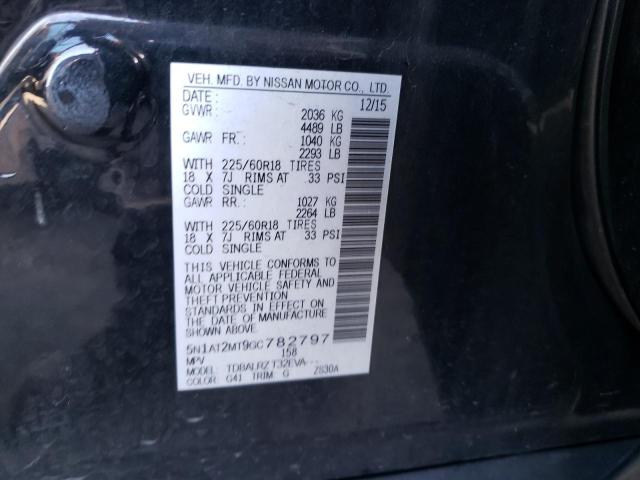 VEH. MFD. BY NISSAN MOTOR CO., LTD.
DATE : 12/15
GVWR : 2036 KG
4489 LB
GAWR FR. : 1040 KG
2293 LB
WITH 225/60R18 TIRES
18 X 7J RIMS AT 33 PSI
COLD SINGLE
GAWR RR. : 1027 KG
2264 LB
WITH 225/60R18 TIRES
18 X 7J RIMS AT 33 PSI
COLD SINGLE
THIS VEHICLE CONFORMS TO
ALL APPLICABLE FEDERAL
MOTOR VEHICLE SAFETY AND
THEFT PREVENTION
STANDARDS IN EFFECT ON
THE DATE OF MANUFACTURE
SHOWN ABOVE.
5N1AT2MT9GC782797
MPV 158
MODEL: TDBALRZ T32EVA---
COLOR: G41 TRIM: G ZS30A